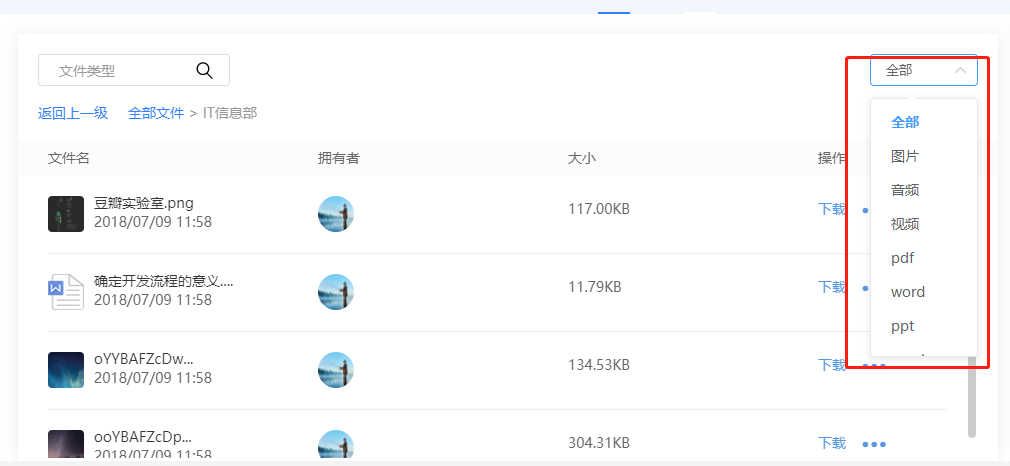 文件类型
全部
返回上一级 全部文件 > IT信息部
全部
文件名 拥有者 大小 操作
图片
音频
豆瓣实验室.png
2018/07/09 11:58
117.00KB
下载
视频
pdf
确定开发流程的意义....
2018/07/09 11:58
11.79KB
下载
word
ppt
oYYBAFZcDw...
2018/07/09 11:58
134.53KB
下载
ooYBAFZcDp...
2018/07/09 11:58
304.31KB
下载